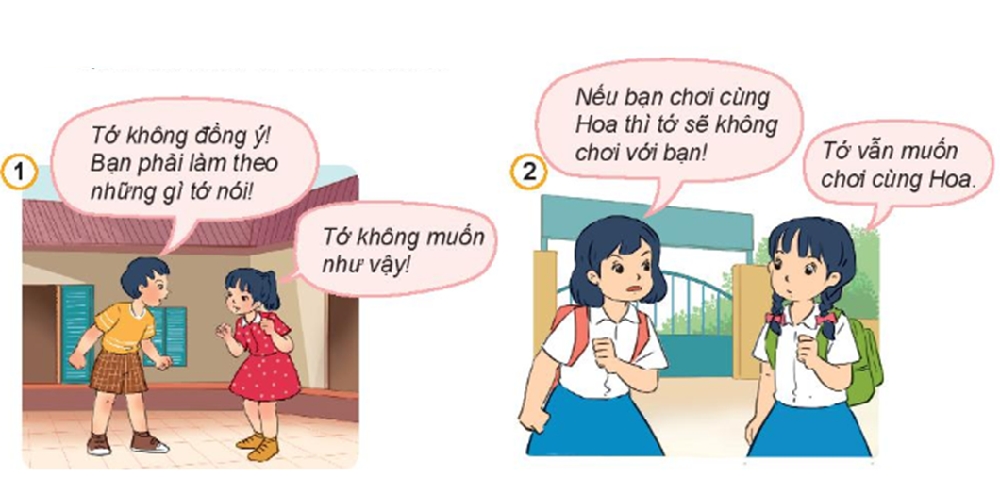 1
Tớ không đồng ý!
Bạn phải làm theo
những gì tớ nói!
Tớ không muốn
như vậy!
2
Nếu bạn chơi cùng
Hoa thì tớ sẽ không
chơi với bạn!
Tớ vẫn muốn
chơi cùng Hoa.